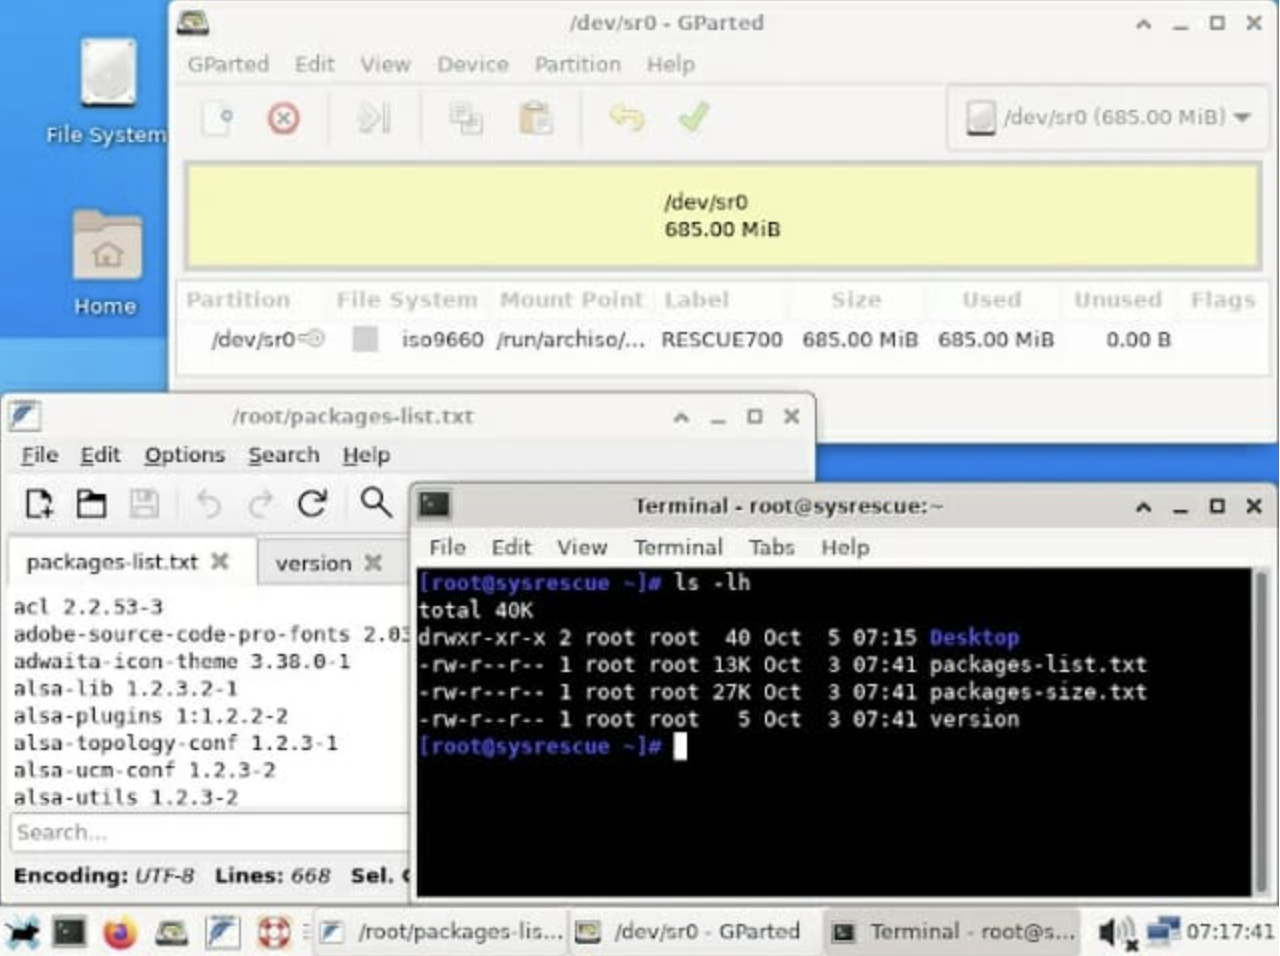 /dev/sr0 - GParted
GParted Edit View Device Partition Help
/dev/sr0 (685.00 MiB)
/dev/sr0
685.00 MiB
Partition File System Mount Point Label Size Used Unused Flags
/dev/sr0 iso9660 /run/archiso/... RESCUE700 685.00 MiB 685.00 MiB 0.00 B
File System
Home
/root/packages-list.txt
File Edit Options Search Help
packages-list.txt version
acl 2.2.53-3
adobe-source-code-pro-fonts 2.03
adwaita-icon-theme 3.38.0-1
alsa-lib 1.2.3.2-1
alsa-plugins 1:1.2.2-2
alsa-topology-conf 1.2.3-1
alsa-ucm-conf 1.2.3-2
alsa-utils 1.2.3-2
Search...
Encoding: UTF-8 Lines: 668 Sel.
Terminal - root@sysrescue:~
File Edit View Terminal Tabs Help
[root@sysrescue ~]# ls -lh
total 40K
drwxr-xr-x 2 root root 40 Oct 5 07:15 Desktop
-rw-r--r-- 1 root root 13K Oct 3 07:41 packages-list.txt
-rw-r--r-- 1 root root 27K Oct 3 07:41 packages-size.txt
-rw-r--r-- 1 root root 5 Oct 3 07:41 version
[root@sysrescue ~]#
/root/packages-lis... /dev/sr0 - GParted Terminal - root@s... 07:17:41